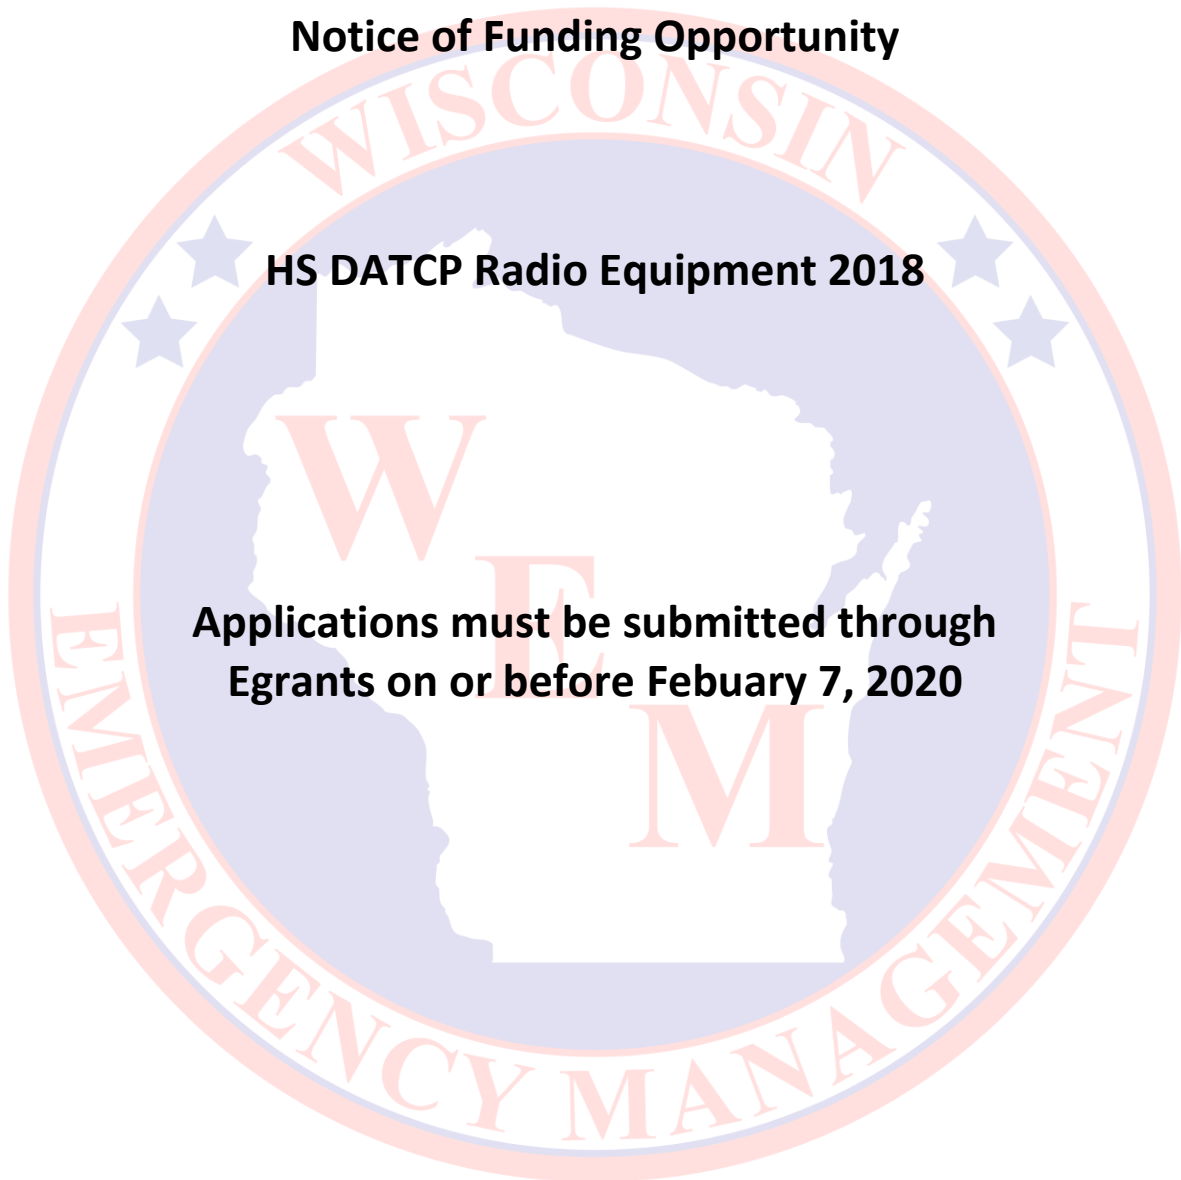 Notice of Funding Opportunity
WISCONSIN
HS DATCP Radio Equipment 2018
W
E
M
Applications must be submitted through
Egrants on or before Febuary 7, 2020
EMERGENCY MANAGEMENT